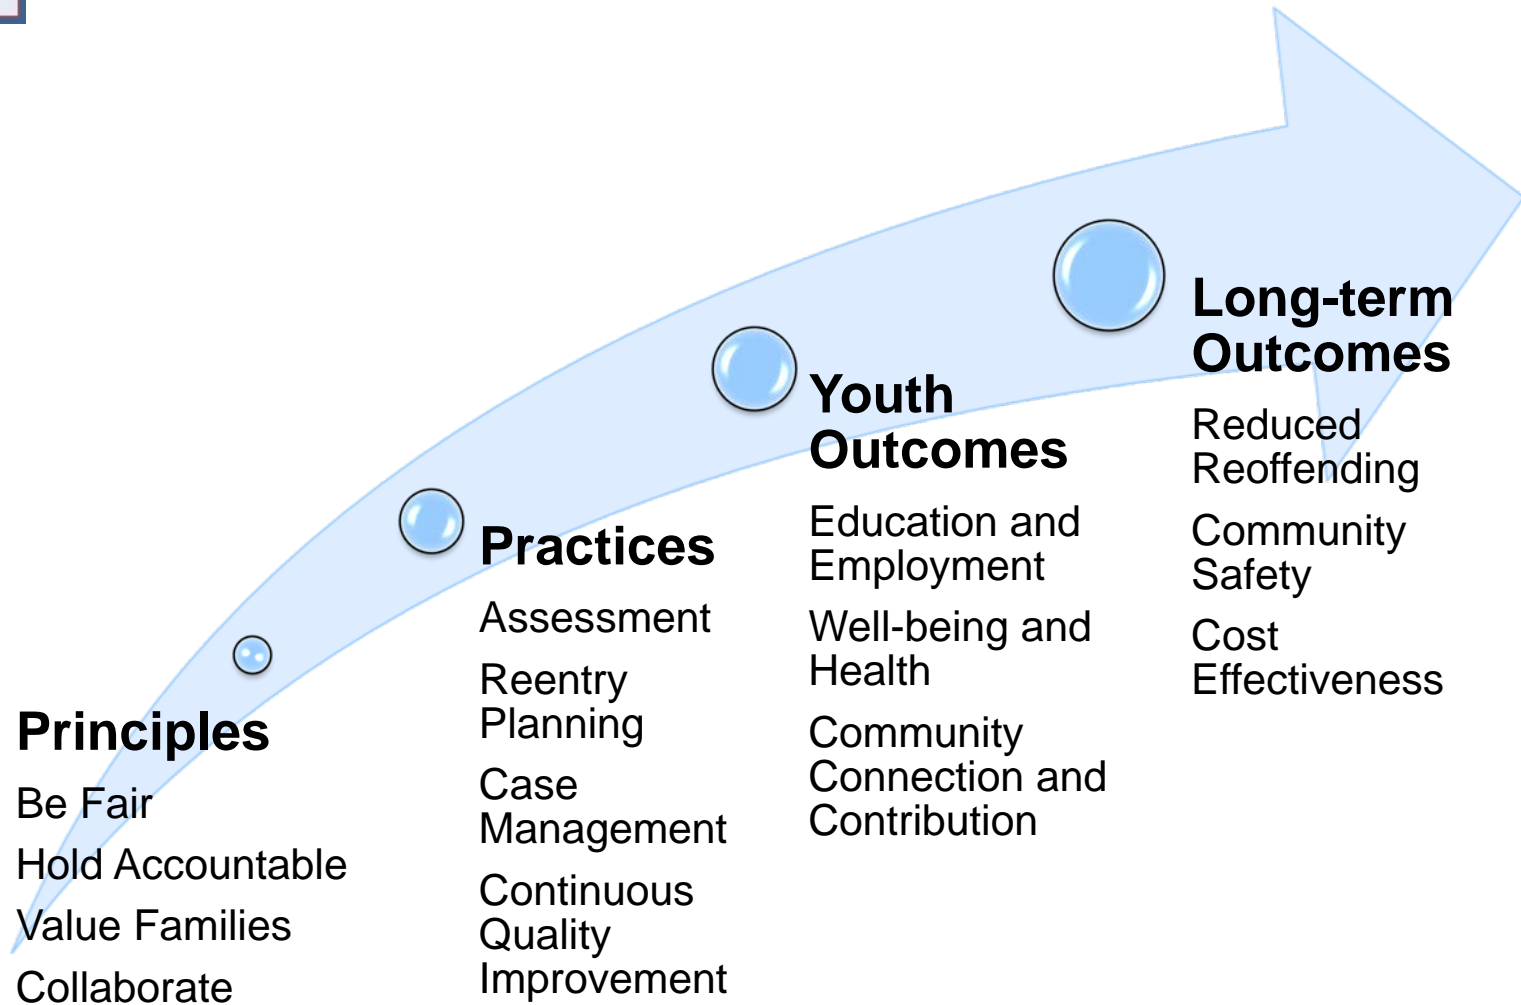 Principles
Be Fair
Hold Accountable
Value Families
Collaborate
Practices
Assessment
Reentry
Planning
Case
Management
Continuous
Quality
Improvement
Youth
Outcomes
Education and
Employment
Well-being and
Health
Community
Connection and
Contribution
Long-term
Outcomes
Reduced
Reoffending
Community
Safety
Cost
Effectiveness